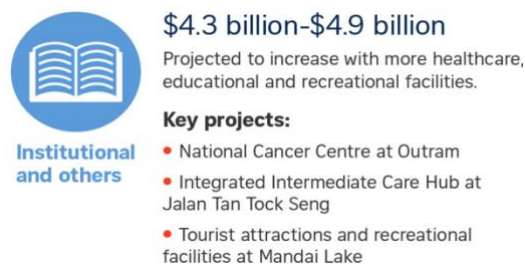 $4.3 billion-$4.9 billion
Projected to increase with more healthcare,
educational and recreational facilities.
Key projects:
• National Cancer Centre at Outram
• Integrated Intermediate Care Hub at
Jalan Tan Tock Seng
• Tourist attractions and recreational
facilities at Mandai Lake
Institutional
and others